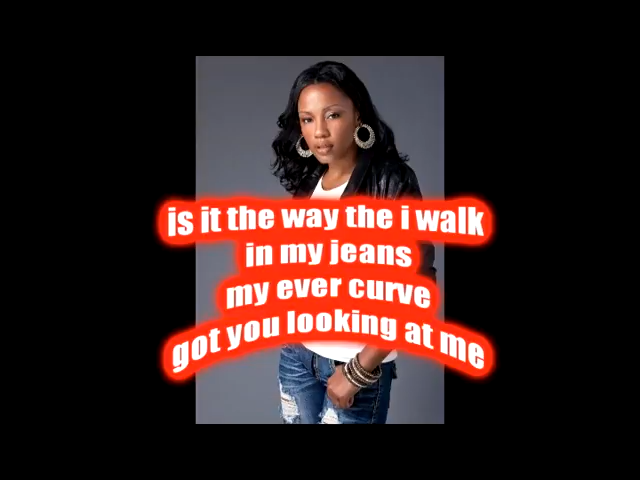 is it the way the i walk
in my jeans
my ever curve
got you looking at me